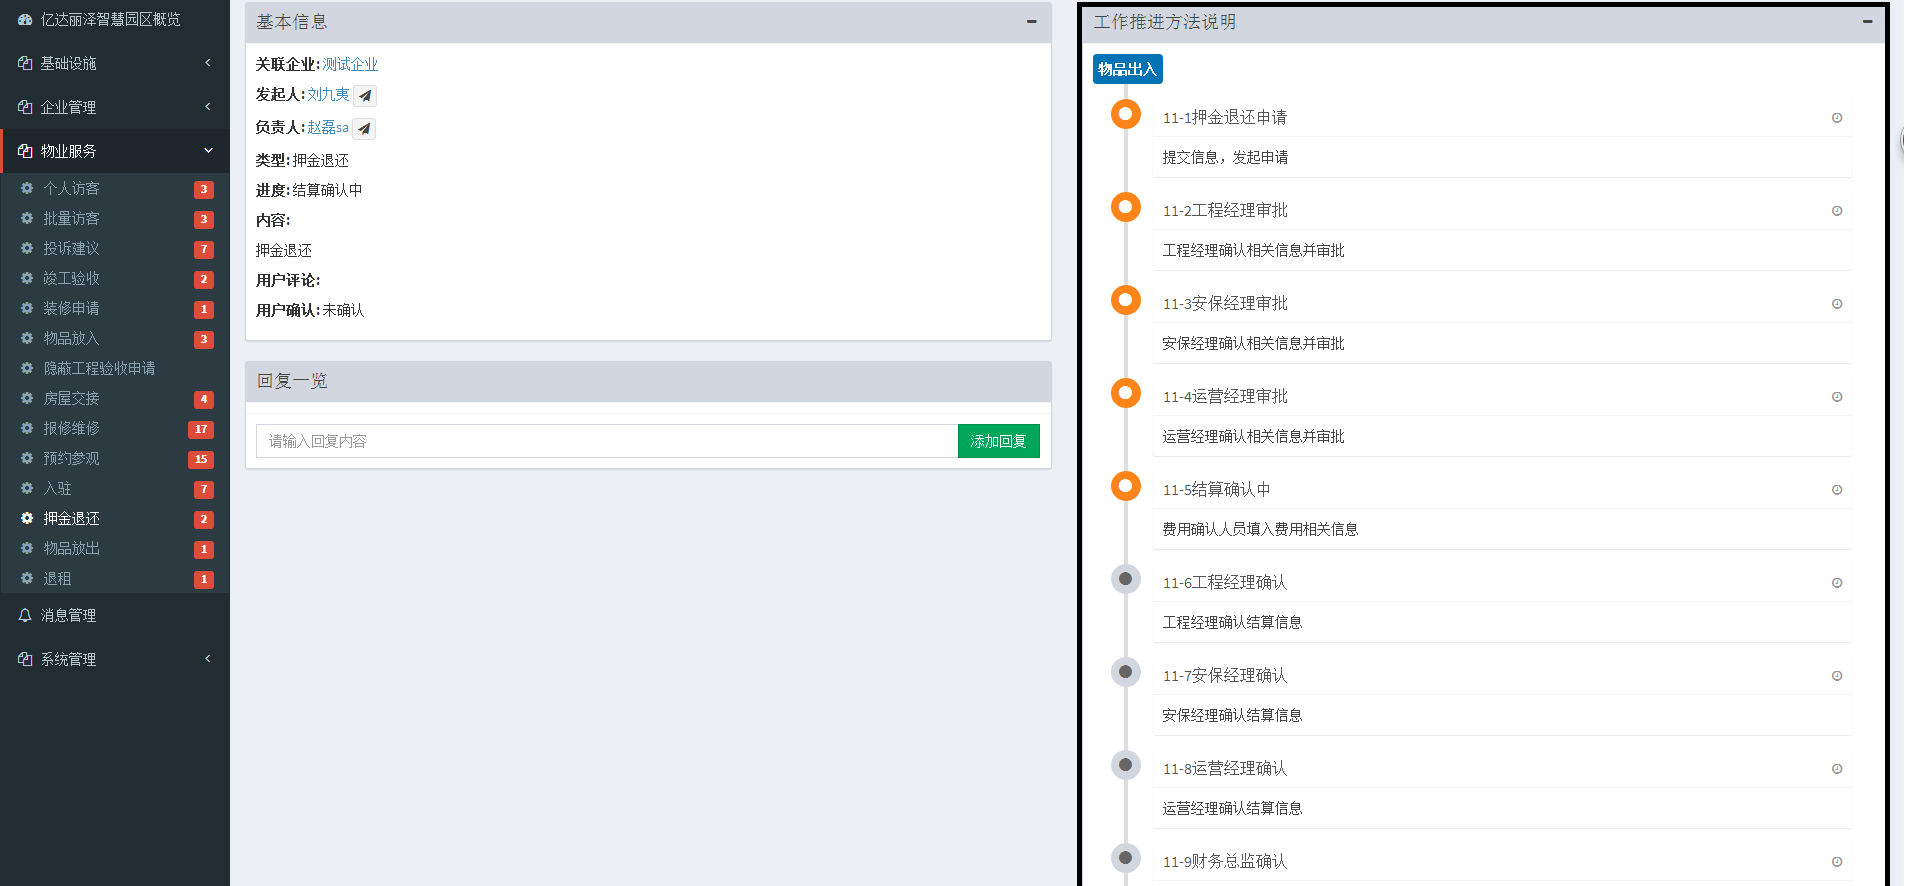 亿达丽泽智慧园区概览
基础设施
企业管理
物业服务
个人访客 3
批量访客 3
投诉建议 7
竣工验收 2
装修申请 1
物品放入 3
隐蔽工程验收申请
房屋交接 4
报修维修 17
预约参观 15
入驻 7
押金退还 2
物品放出 1
退租 1
消息管理
系统管理
基本信息
关联企业:测试企业
发起人:刘九夷
负责人:赵磊sa
类型:押金退还
进度:结算确认中
内容:
押金退还
用户评论:
用户确认:未确认
回复一览
请输入回复内容 添加回复
工作推进方法说明
物品出入
11-1押金退还申请
提交信息，发起申请
11-2工程经理审批
工程经理确认相关信息并审批
11-3安保经理审批
安保经理确认相关信息并审批
11-4运营经理审批
运营经理确认相关信息并审批
11-5结算确认中
费用确认人员填入费用相关信息
11-6工程经理确认
工程经理确认结算信息
11-7安保经理确认
安保经理确认结算信息
11-8运营经理确认
运营经理确认结算信息
11-9财务总监确认